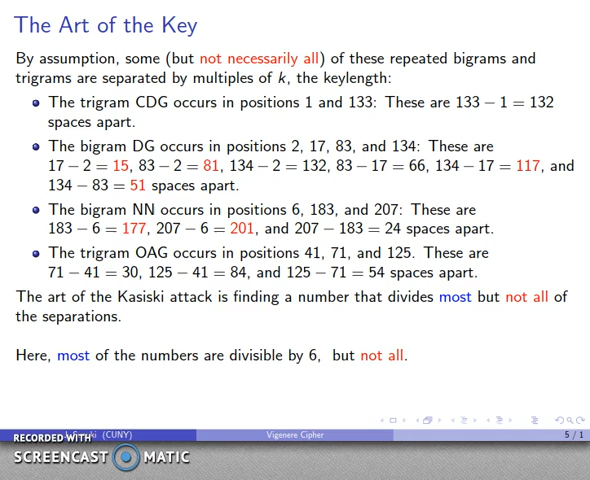 The Art of the Key
By assumption, some (but not necessarily all) of these repeated bigrams and
trigrams are separated by multiples of k, the keylength:
The trigram CDG occurs in positions 1 and 133: These are 133 − 1 = 132
spaces apart.
The bigram DG occurs in positions 2, 17, 83, and 134: These are
17 − 2 = 15, 83 − 2 = 81, 134 − 2 = 132, 83 − 17 = 66, 134 − 17 = 117, and
134 − 83 = 51 spaces apart.
The bigram NN occurs in positions 6, 183, and 207: These are
183 − 6 = 177, 207 − 6 = 201, and 207 − 183 = 24 spaces apart.
The trigram OAG occurs in positions 41, 71, and 125. These are
71 − 41 = 30, 125 − 41 = 84, and 125 − 71 = 54 spaces apart.
The art of the Kasiski attack is finding a number that divides most but not all of
the separations.
Here, most of the numbers are divisible by 6, but not all.
(CUNY) Vigenere Cipher 5 / 1
RECORDED WITH
SCREENCAST MATIC